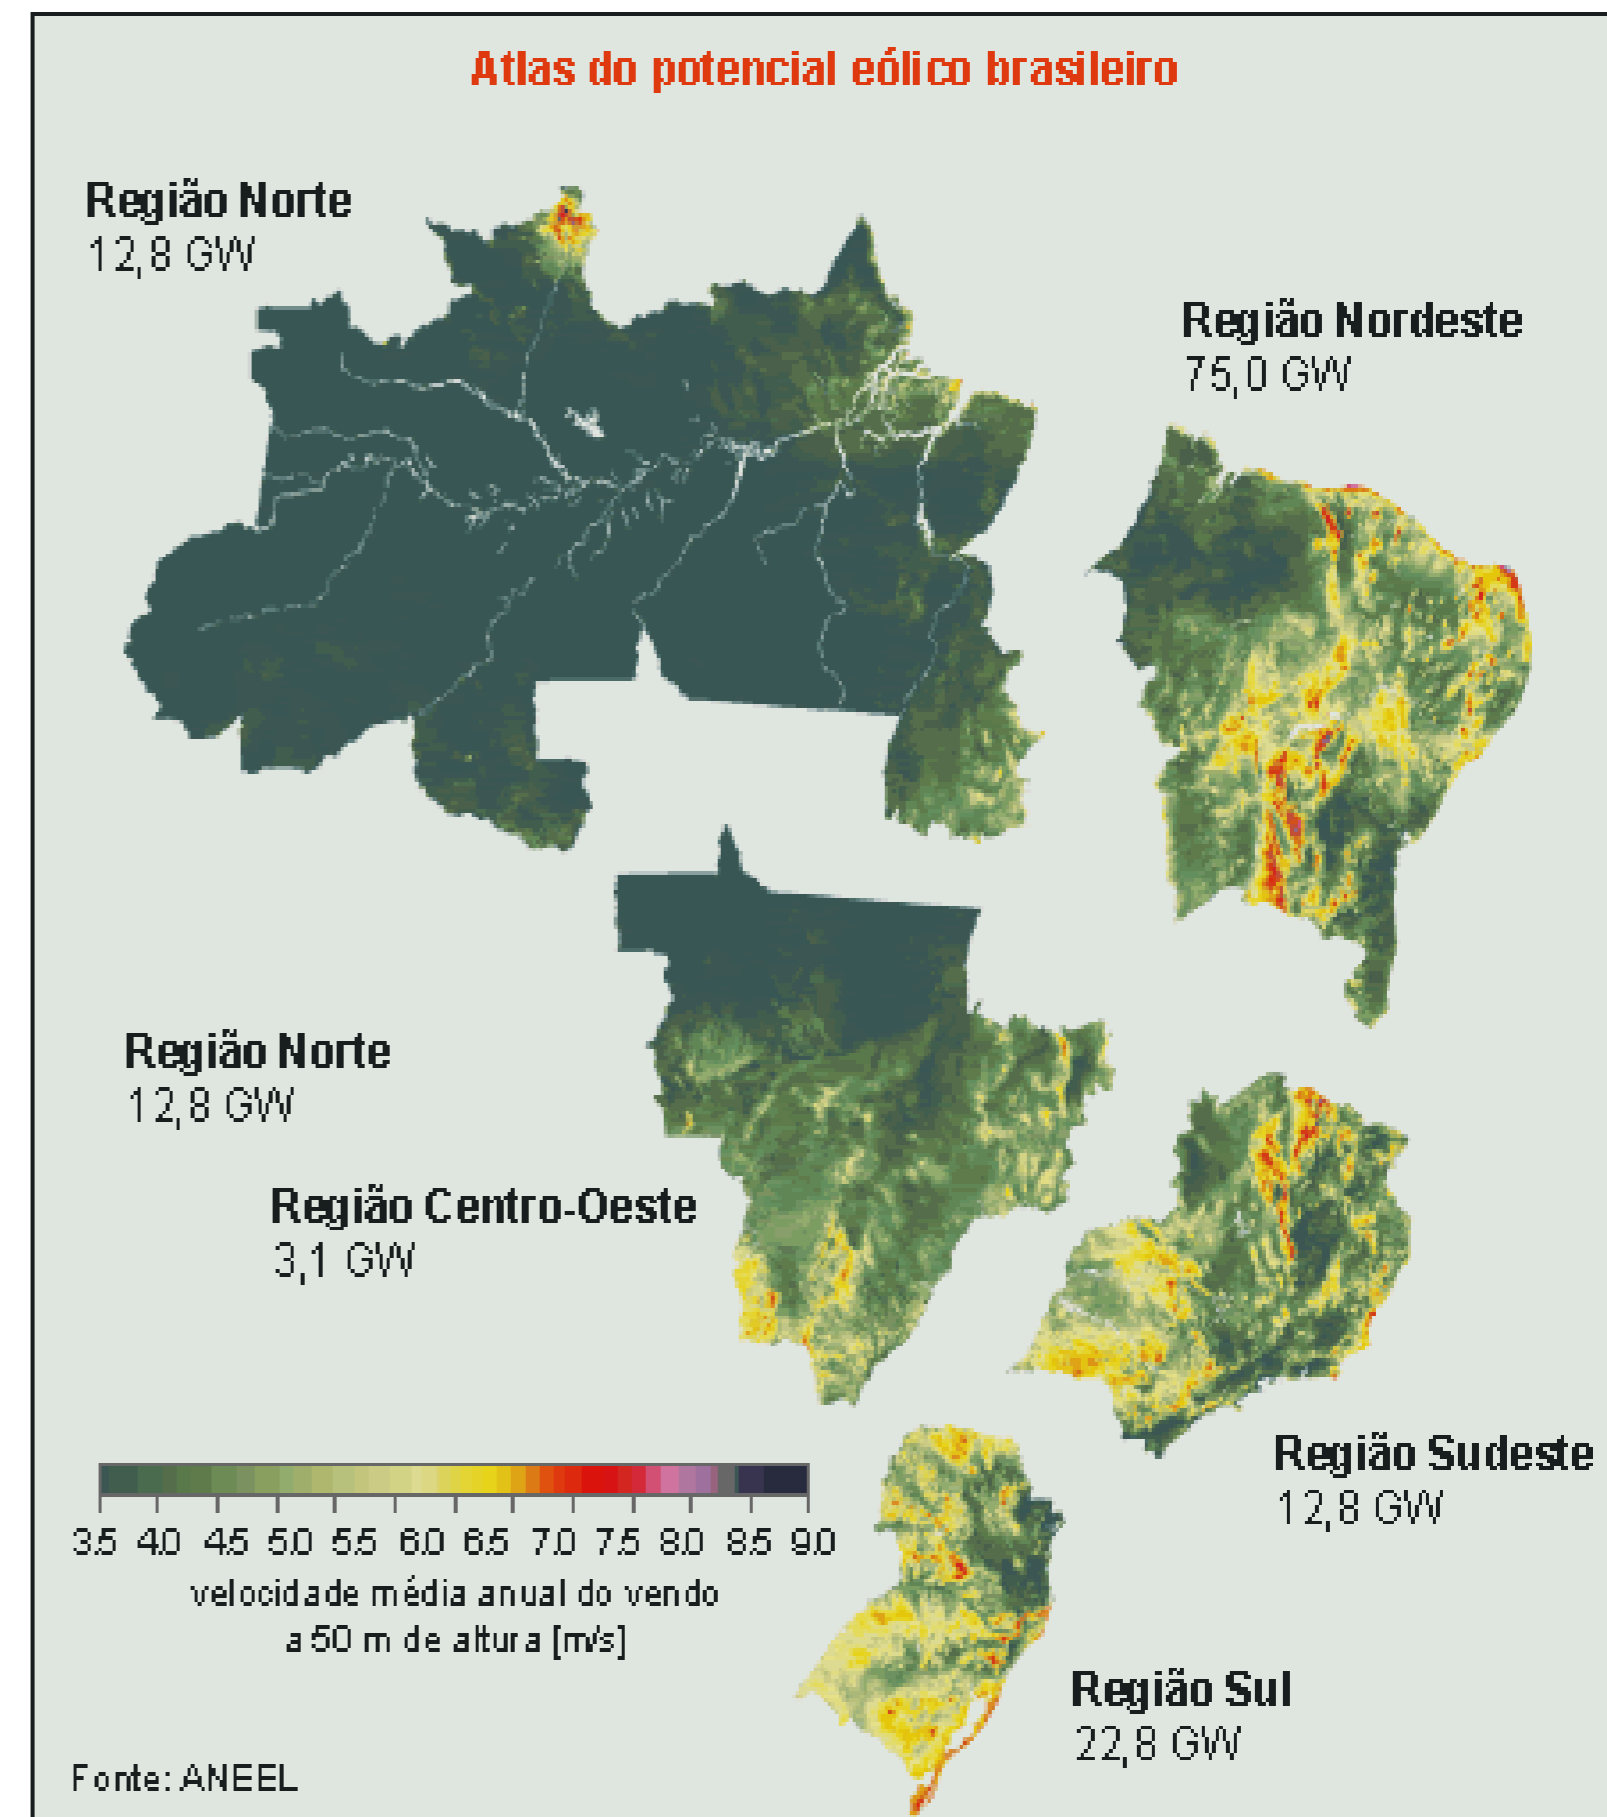 Atlas do potencial eólico brasileiro
Região Norte
12,8 GW
Região Nordeste
75,0 GW
Região Norte
12,8 GW
Região Centro-Oeste
3,1 GW
Região Sudeste
12,8 GW
3.5 4.0 4.5 5.0 5.5 6.0 6.5 7.0 7.5 8.0 8.5 9.0
velocidade média anual do vendo
a 50 m de altura [m/s]
Região Sul
22,8 GW
Fonte: ANEEL